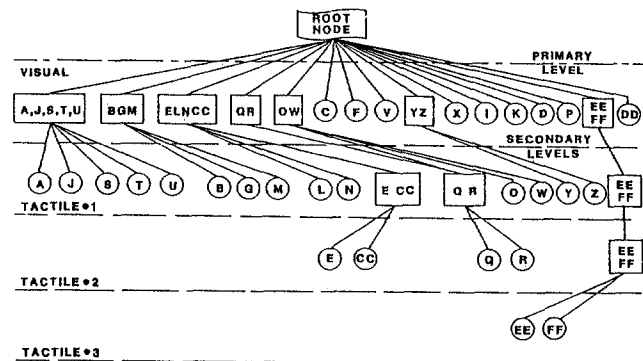 ROOT
NODE
PRIMARY
VISUAL
LEVEL
A,J,S,T,U BGM ELNCC QR OW C F V YZ X I K D P EE FF DD
SECONDARY
LEVELS
A J S T U B G M L N E CC Q R O W Y Z EE FF
TACTILE#1
E CC Q R EE FF
TACTILE#2
EE FF
TACTILE#3